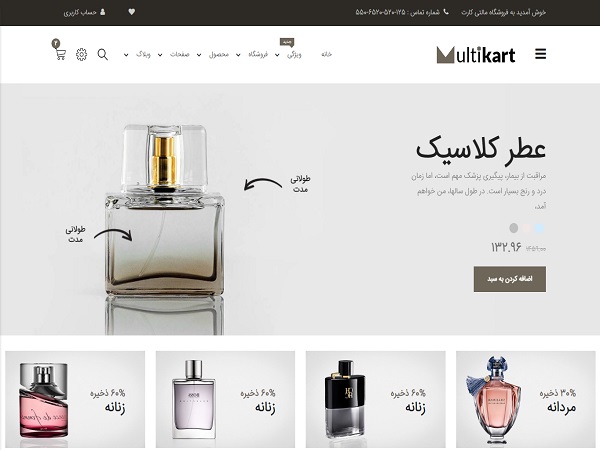 خوش آمدید به فروشگاه مالتی کارت
شماره تماس : ۱۲۵-۵۲۰-۶۵۲۰-۵۵۰
حساب کاربری
Multikart
خانه
جدید
ویژگی
فروشگاه
محصول
صفحات
وبلاگ
۲
عطر کلاسیک
مراقبت از بیمار، پیگیری پزشک مهم است، اما زمان
درد و رنج بسیار است. در طول سالها، من خواهم
آمد،
۱۳۲.۹۶
اضافه کردن به سبد
طولانی
مدت
طولانی
مدت
۳۰% ذخیره
مردانه
۶۰% ذخیره
زنانه
۶۰% ذخیره
زنانه
۶۰% ذخیره
زنانه